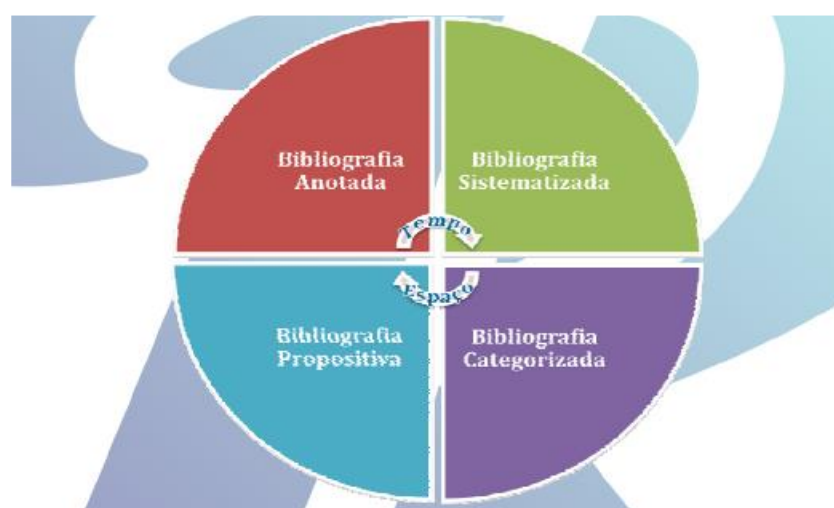 Bibliografia
Anotada
Bibliografia
Sistematizada
Tempo
Espaço
Bibliografia
Propositiva
Bibliografia
Categorizada